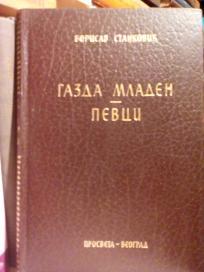 БОРИСАВ СТАНКОВИЋ
ГАЗДА МЛАДЕН
—
ПЕВЦИ
ПРОСВЕТА - БЕОГРАД